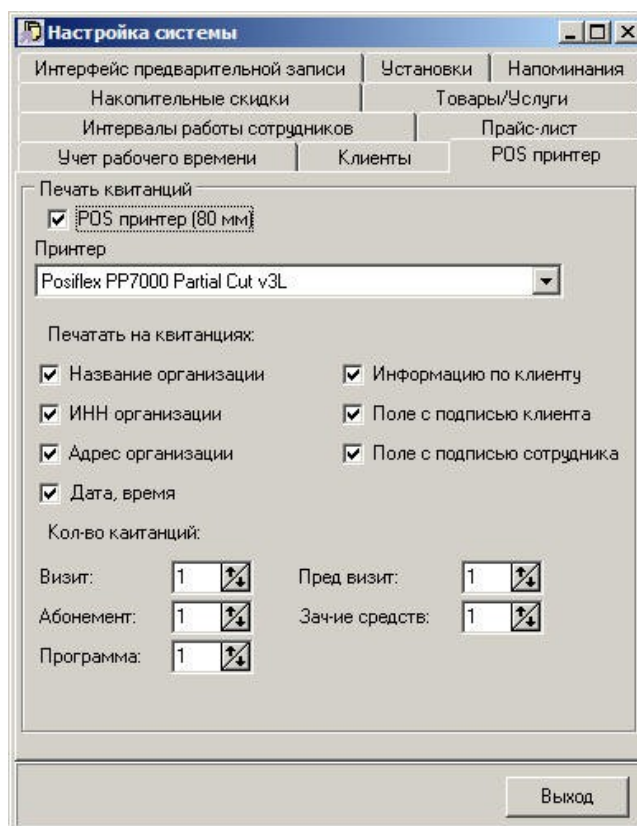 Настройка системы
Интерфейс предварительной записи Установки Напоминания
Накопительные скидки Товары/Услуги
Интервалы работы сотрудников Прайс-лист
Учет рабочего времени Клиенты POS принтер
Печать квитанций
POS принтер (80 мм)
Принтер
Posiflex PP7000 Partial Cut v3L
Печатать на квитанциях:
Название организации Информацию по клиенту
ИНН организации Поле с подписью клиента
Адрес организации Поле с подписью сотрудника
Дата, время
Кол-во каитанций:
Визит: 1 Пред визит: 1
Абонемент: 1 Зач-ие средств: 1
Программа: 1
Выход